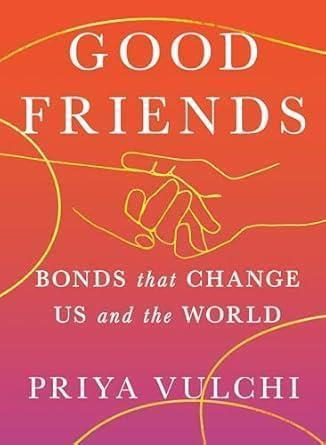 GOOD
FRIENDS
BONDS that CHANGE
US and the WORLD
PRIYA VULCHI